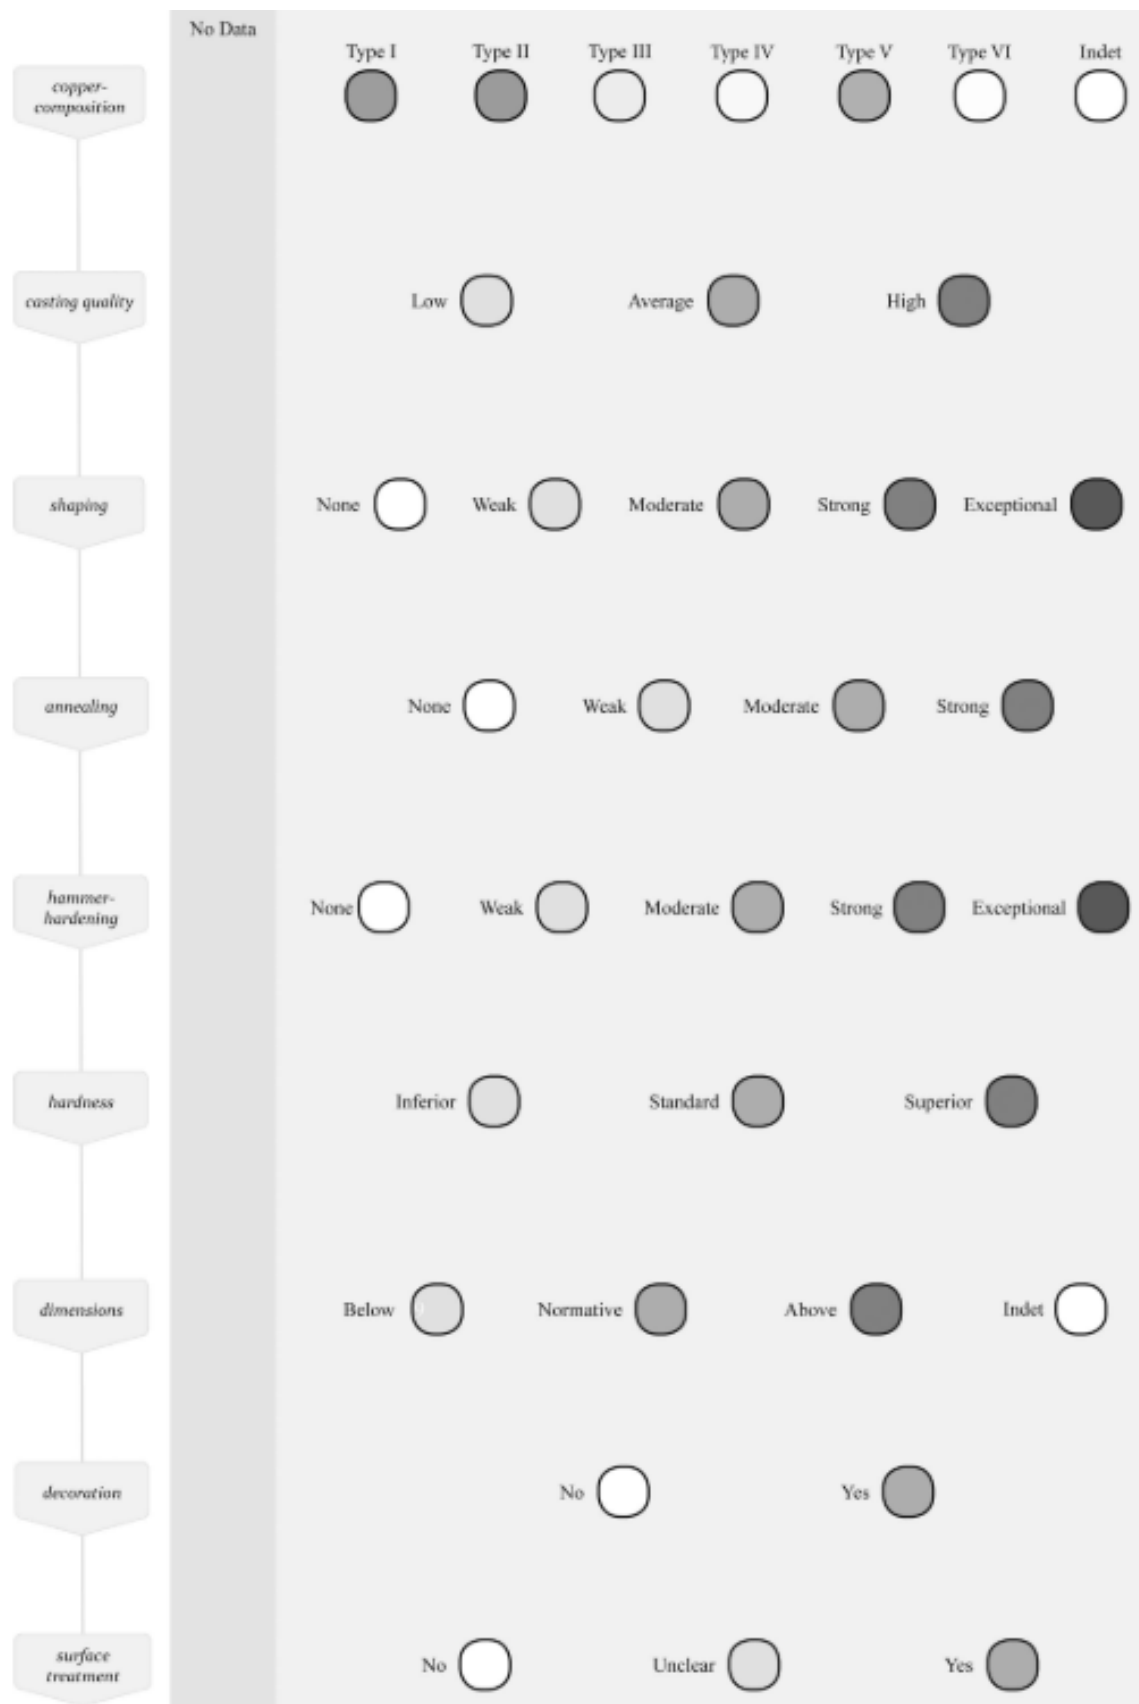 No Data
Type I Type II Type III Type IV Type V Type VI Indet
copper-
composition
casting quality Low Average High
shaping None Weak Moderate Strong Exceptional
annealing None Weak Moderate Strong
hammer-
hardening
None Weak Moderate Strong Exceptional
hardness Inferior Standard Superior
dimensions Below Normative Above Indet
decoration No Yes
surface
treatment
No Unclear Yes